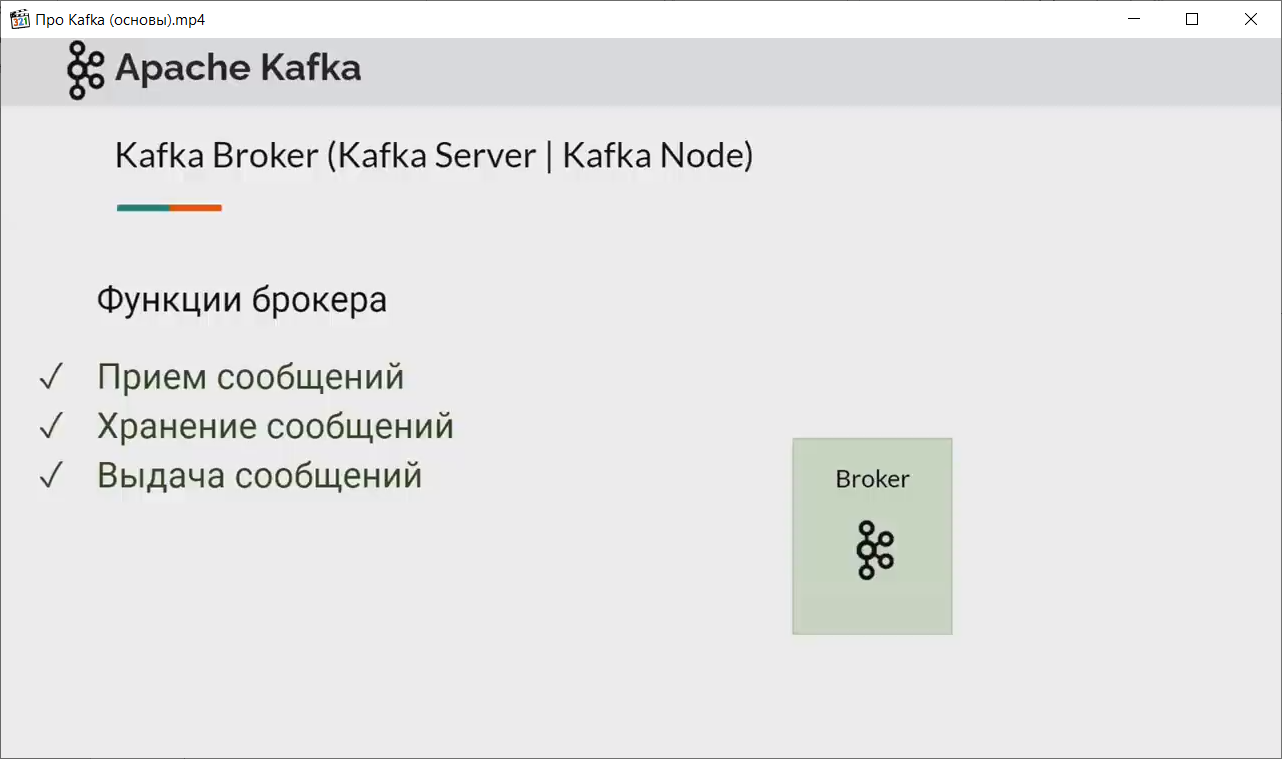 Про Kafka (основы).mp4
Apache Kafka
Kafka Broker (Kafka Server | Kafka Node)
Функции брокера
✓ Прием сообщений
✓ Хранение сообщений
✓ Выдача сообщений
Broker